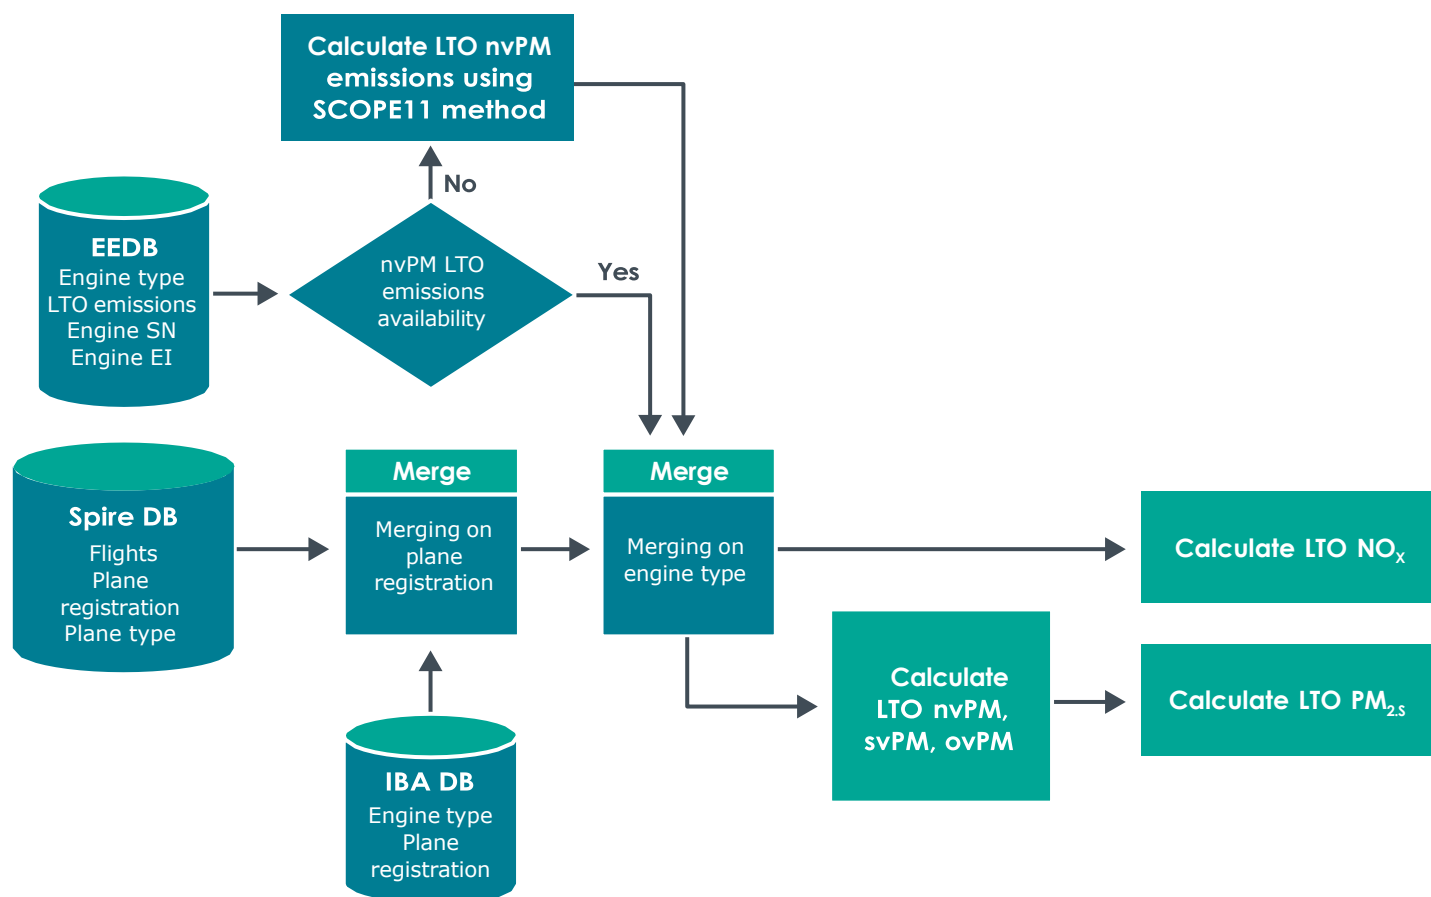 Calculate LTO nvPM
emissions using
SCOPE11 method
No
EEDB
Engine type
LTO emissions
Engine SN
Engine EI
nvPM LTO
emissions
availability
Yes
Spire DB
Flights
Plane
registration
Plane type
Merge
Merging on
plane
registration
Merge
Merging on
engine type
Calculate LTO NOX
Calculate
LTO nvPM,
svPM, ovPM
Calculate LTO PM2.s
IBA DB
Engine type
Plane
registration